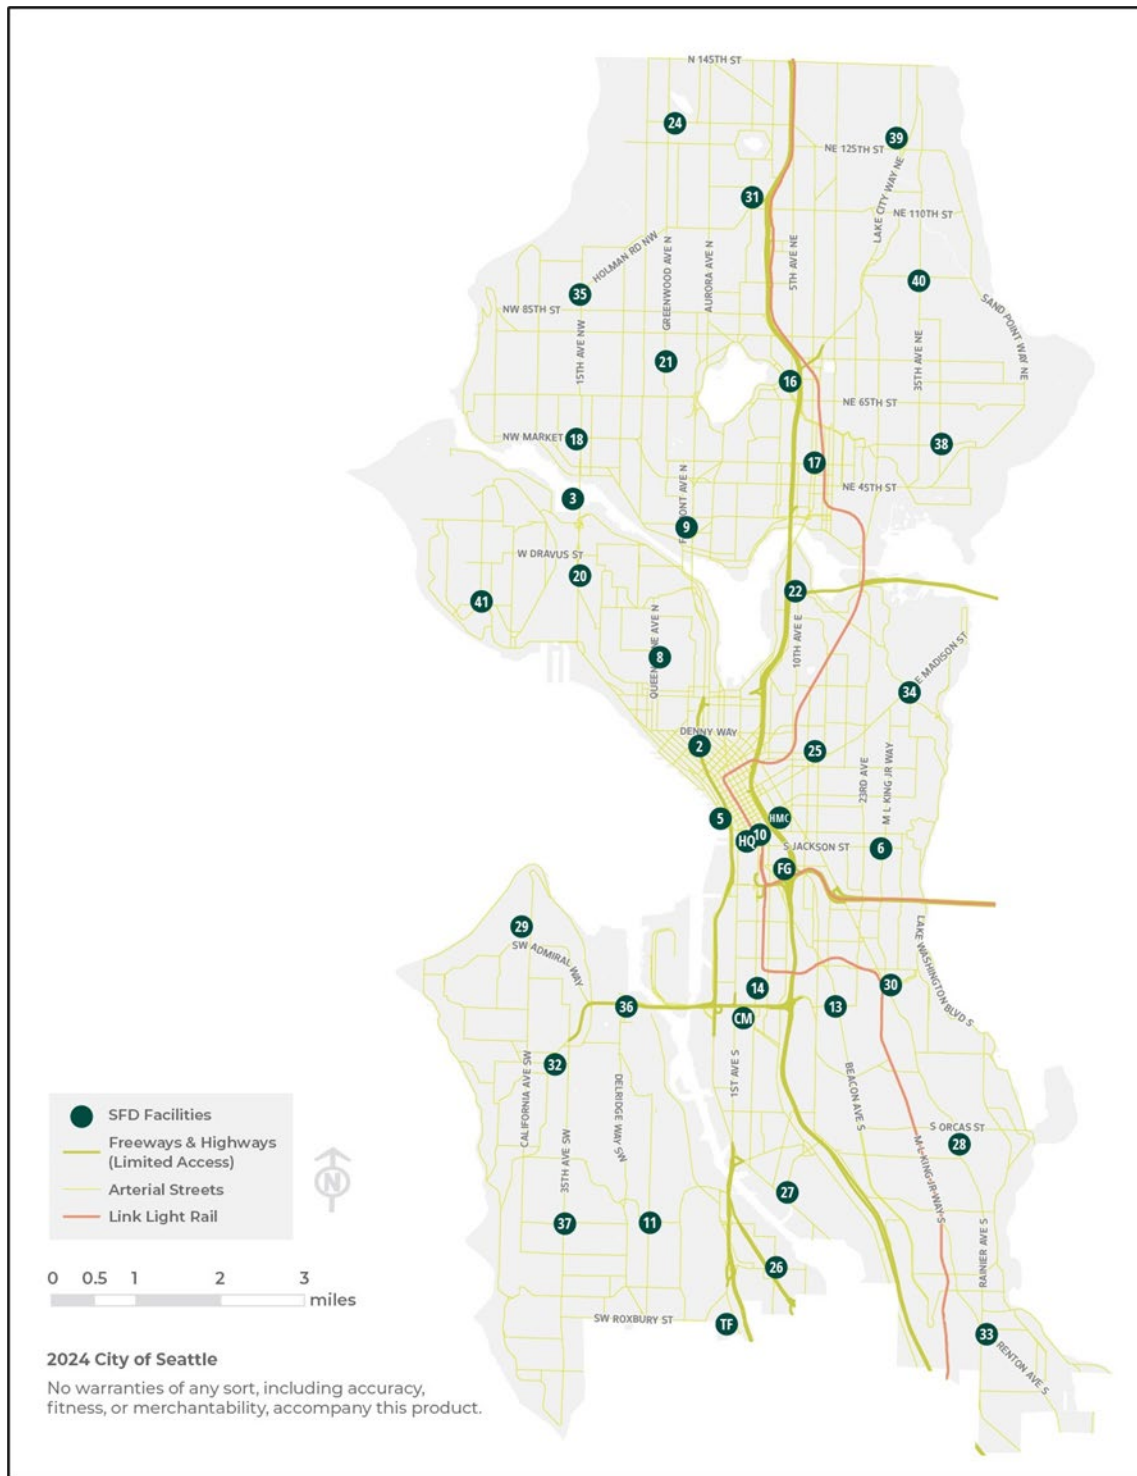 N 145TH ST
24
39
NE 125TH ST
LAKE CITY WAY NE
31
NE 110TH ST
HOLMAN RD NW
GREENWOOD AVE N
AURORA AVE N
5TH AVE NE
40
35
SAND POINT WAY NE
NW 85TH ST
15TH AVE NW
21
35TH AVE NE
16
NE 65TH ST
NW MARKET
18
38
17
NE 45TH ST
3
F
ONT AVE N
9
W DRAVUS ST
20
22
41
10TH AVE E
QUEE
NE AVE N
8
E MADISON ST
34
DENNY WAY
2
25
23RD AVE
M L KING JR WAY
5
HMC
10
HQ
S JACKSON ST
6
FG
29
SW ADMIRAL WAY
LAKE WASHINGTON BLVD S
14
30
36
13
CM
32
CALIFORNIA AVE SW
DELRIDGE WAY SW
1ST AVE S
BEACON AVE S
SFD Facilities
Freeways & Highways
(Limited Access)
Arterial Streets
Link Light Rail
N
35TH AVE SW
S ORCAS ST
28
M L KING JR WAY S
27
37
11
RAINIER AVE S
26
0 0.5 1 2 3
miles
SW ROXBURY ST
TF
33
RENTON AVE S
2024 City of Seattle
No warranties of any sort, including accuracy,
fitness, or merchantability, accompany this product.